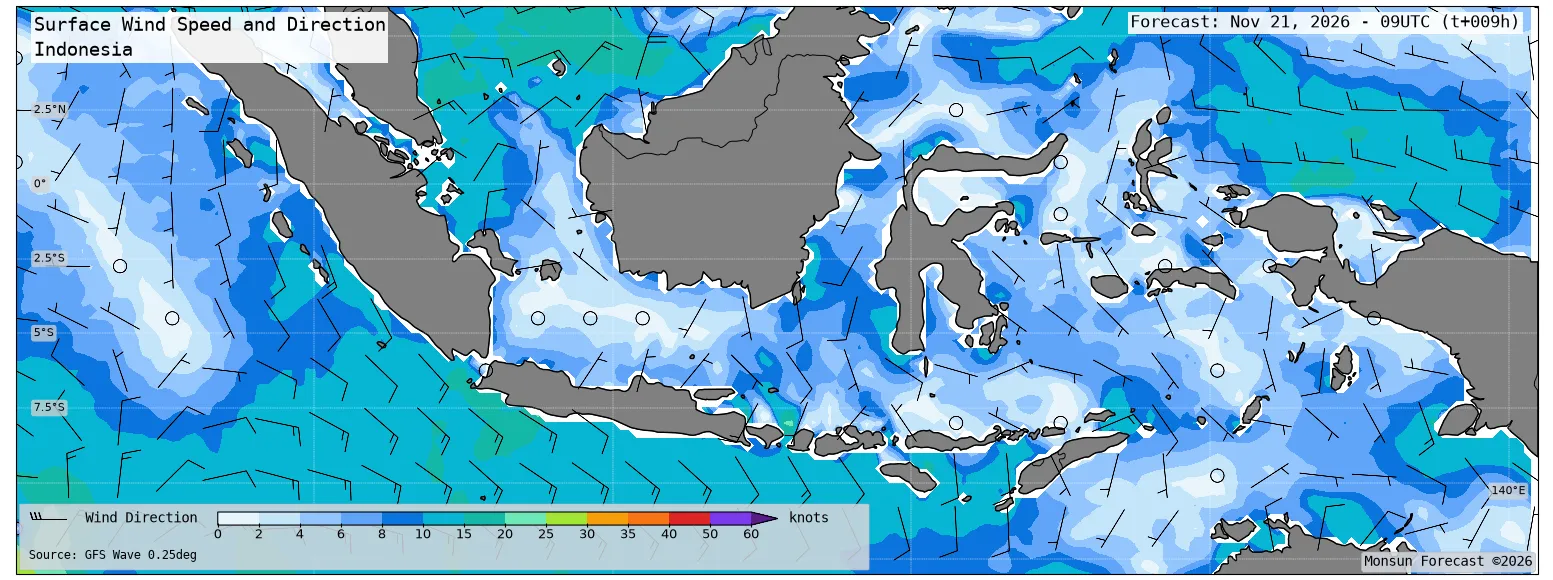 Surface Wind Speed and Direction
Indonesia
Forecast: Nov 21, 2026 - 09UTC (t+009h)
2.5°N
0°
2.5°S
5°S
7.5°S
140°E
Wind Direction
0 2 4 6 8 10 15 20 25 30 35 40 50 60
knots
Source: GFS Wave 0.25deg
Monsun Forecast ©2026